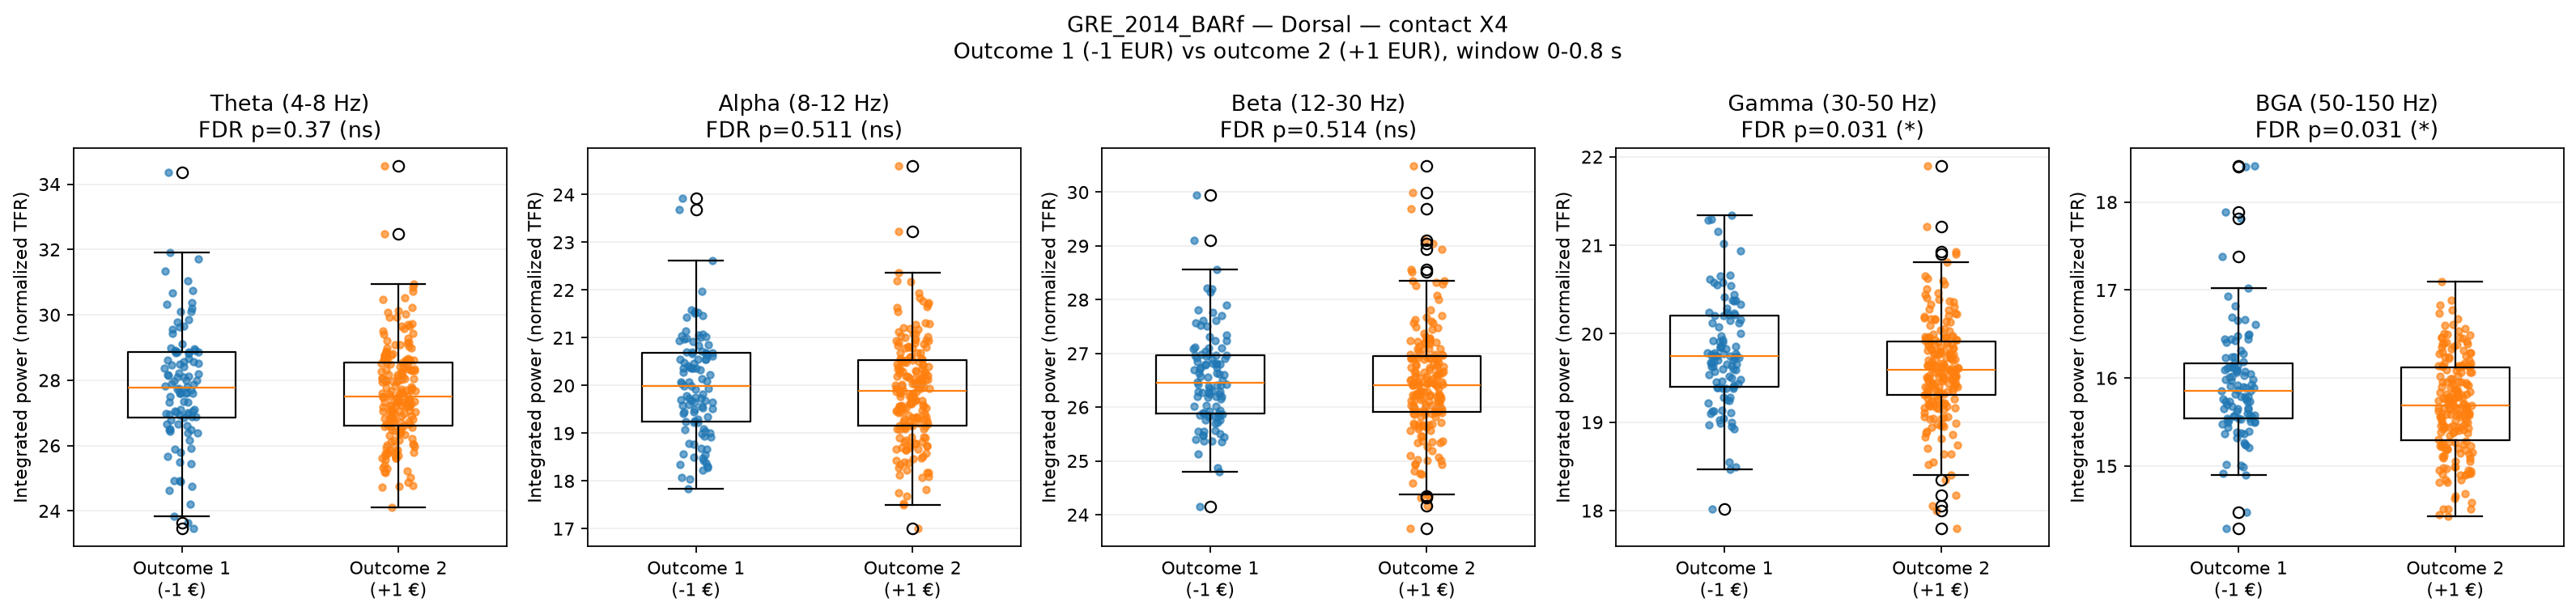 GRE_2014_BARf — Dorsal — contact X4
Outcome 1 (-1 EUR) vs outcome 2 (+1 EUR), window 0-0.8 s
Theta (4-8 Hz)
FDR p=0.37 (ns)
Integrated power (normalized TFR)
34
32
30
28
26
24
Outcome 1
(-1 €)
Outcome 2
(+1 €)
Alpha (8-12 Hz)
FDR p=0.511 (ns)
Integrated power (normalized TFR)
24
23
22
21
20
19
18
17
Outcome 1
(-1 €)
Outcome 2
(+1 €)
Beta (12-30 Hz)
FDR p=0.514 (ns)
Integrated power (normalized TFR)
30
29
28
27
26
25
24
Outcome 1
(-1 €)
Outcome 2
(+1 €)
Gamma (30-50 Hz)
FDR p=0.031 (*)
Integrated power (normalized TFR)
22
21
20
19
18
Outcome 1
(-1 €)
Outcome 2
(+1 €)
BGA (50-150 Hz)
FDR p=0.031 (*)
Integrated power (normalized TFR)
18
17
16
15
Outcome 1
(-1 €)
Outcome 2
(+1 €)